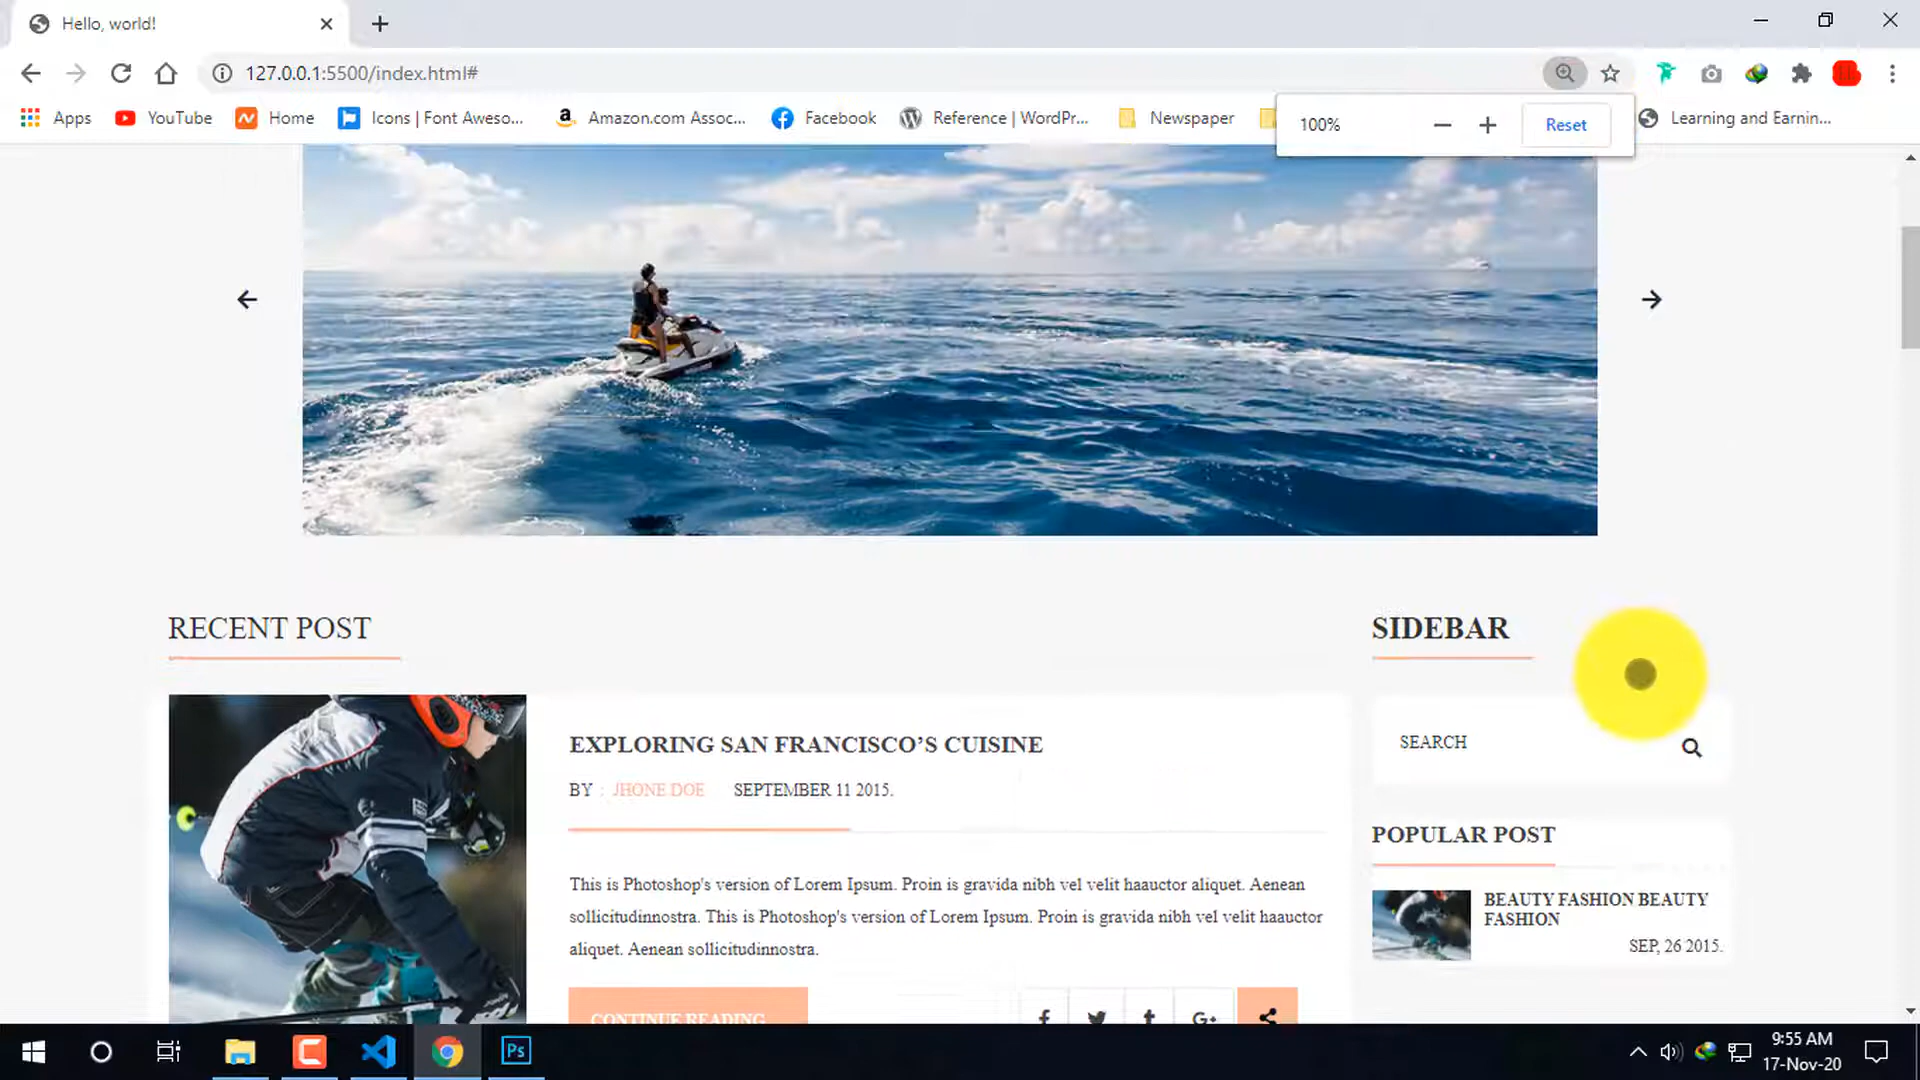 Hello, world!
127.0.0.1:5500/index.html#
Apps
YouTube
Home
Icons | Font Aweso...
Amazon.com Assoc...
Facebook
Reference | WordPr...
Newspaper
100%
Reset
Learning and Earnin...
RECENT POST
SIDEBAR
EXPLORING SAN FRANCISCO’S CUISINE
BY : JHONE DOE SEPTEMBER 11 2015.
SEARCH
POPULAR POST
This is Photoshop's version of Lorem Ipsum. Proin is gravida nibh vel velit haauctor aliquet. Aenean
sollicitudinnostra. This is Photoshop's version of Lorem Ipsum. Proin is gravida nibh vel velit haauctor
aliquet. Aenean sollicitudinnostra.
BEAUTY FASHION BEAUTY
FASHION
SEP, 26 2015.
CONTINUE READING
G+
Ps
9:55 AM
17-Nov-20